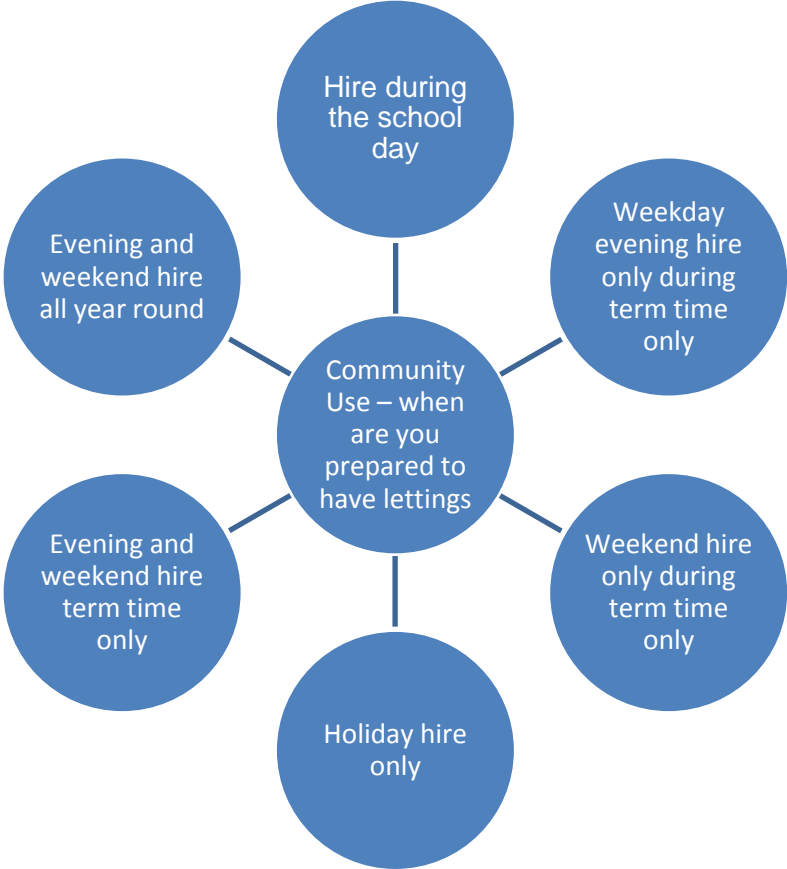 Hire during
the school
day
Weekday
evening hire
only during
term time
only
Weekend hire
only during
term time
only
Holiday hire
only
Evening and
weekend hire
term time
only
Evening and
weekend hire
all year round
Community
Use – when
are you
prepared to
have lettings